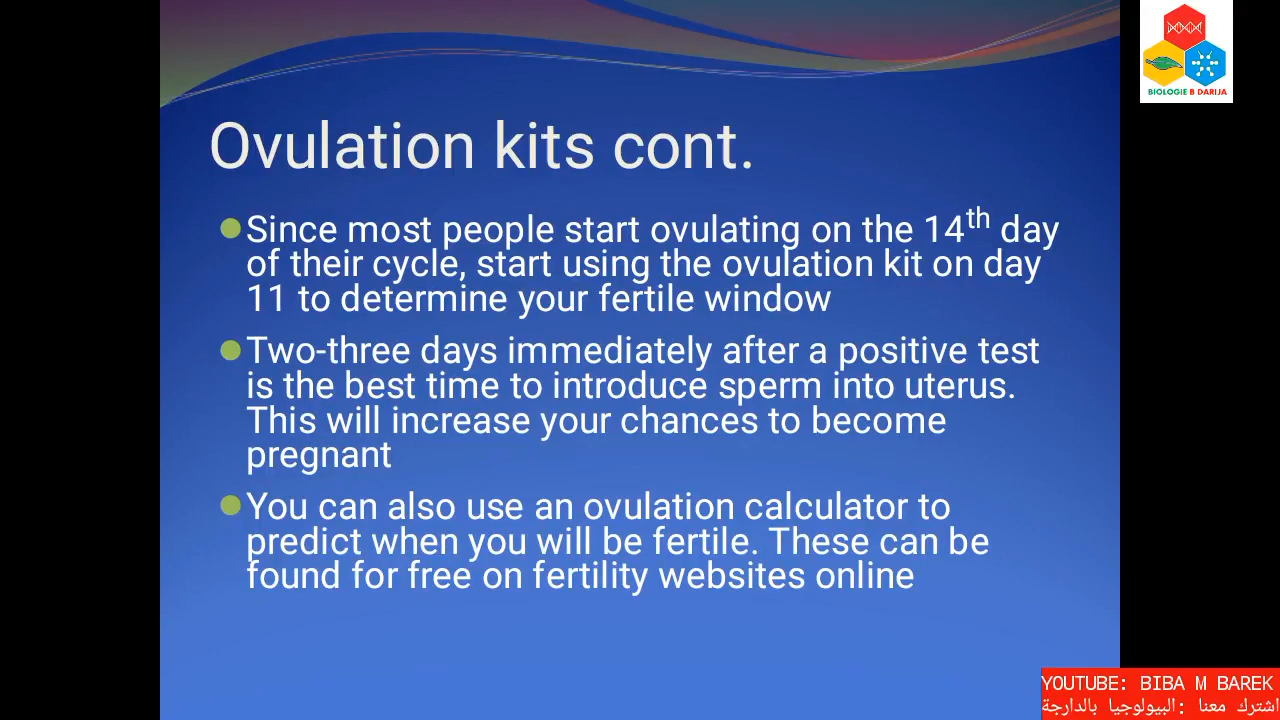 BIOLOGIE B DARIJA
Ovulation kits cont.
Since most people start ovulating on the 14th day
of their cycle, start using the ovulation kit on day
11 to determine your fertile window
Two-three days immediately after a positive test
is the best time to introduce sperm into uterus.
This will increase your chances to become
pregnant
You can also use an ovulation calculator to
predict when you will be fertile. These can be
found for free on fertility websites online
YOUTUBE: BIBA M BAREK
اشترك معنا :البيولوجيا بالدارجة